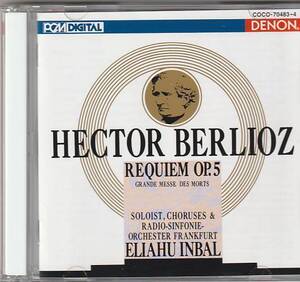 COCO-70483-4
PCM DIGITAL
DENON
HECTOR BERLIOZ
REQUIEM OP.5
GRANDE MESSE DES MORTS
SOLOIST, CHORUSES &
RADIO-SINFONIE-
ORCHESTER FRANKFURT
ELIAHU INBAL